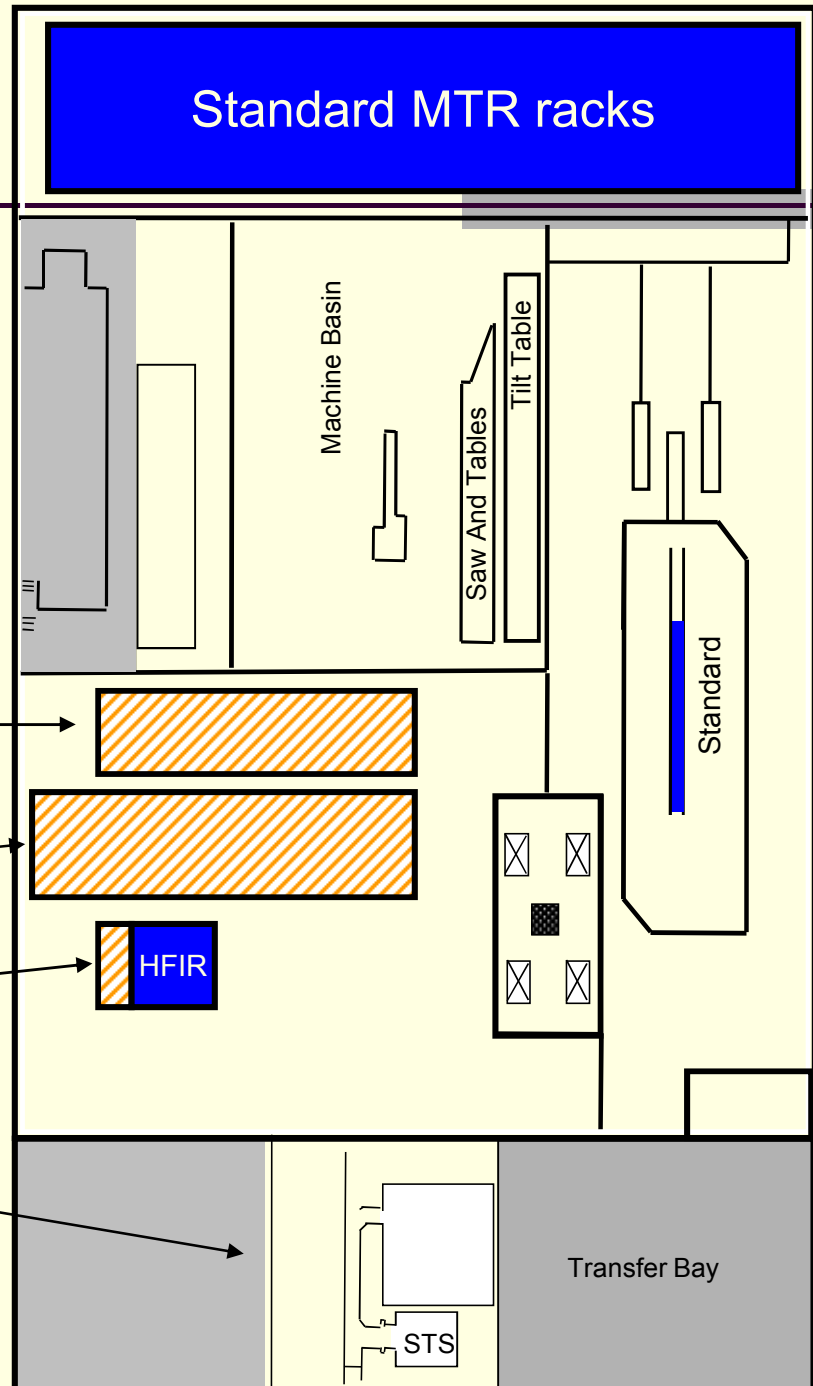 Standard MTR racks
Machine Basin
Saw And Tables
Tilt Table
Standard
HFIR
Transfer Bay
STS